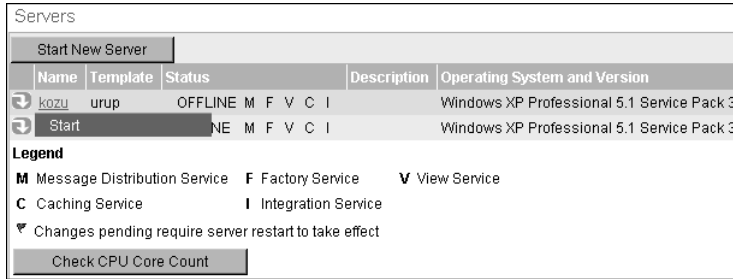 Servers
Start New Server
Name Template Status Description Operating System and Version
kozu urup OFFLINE M F V C I Windows XP Professional 5.1 Service Pack 3
Start NE M F V C I Windows XP Professional 5.1 Service Pack 3
Legend
M Message Distribution Service F Factory Service V View Service
C Caching Service I Integration Service
Changes pending require server restart to take effect
Check CPU Core Count